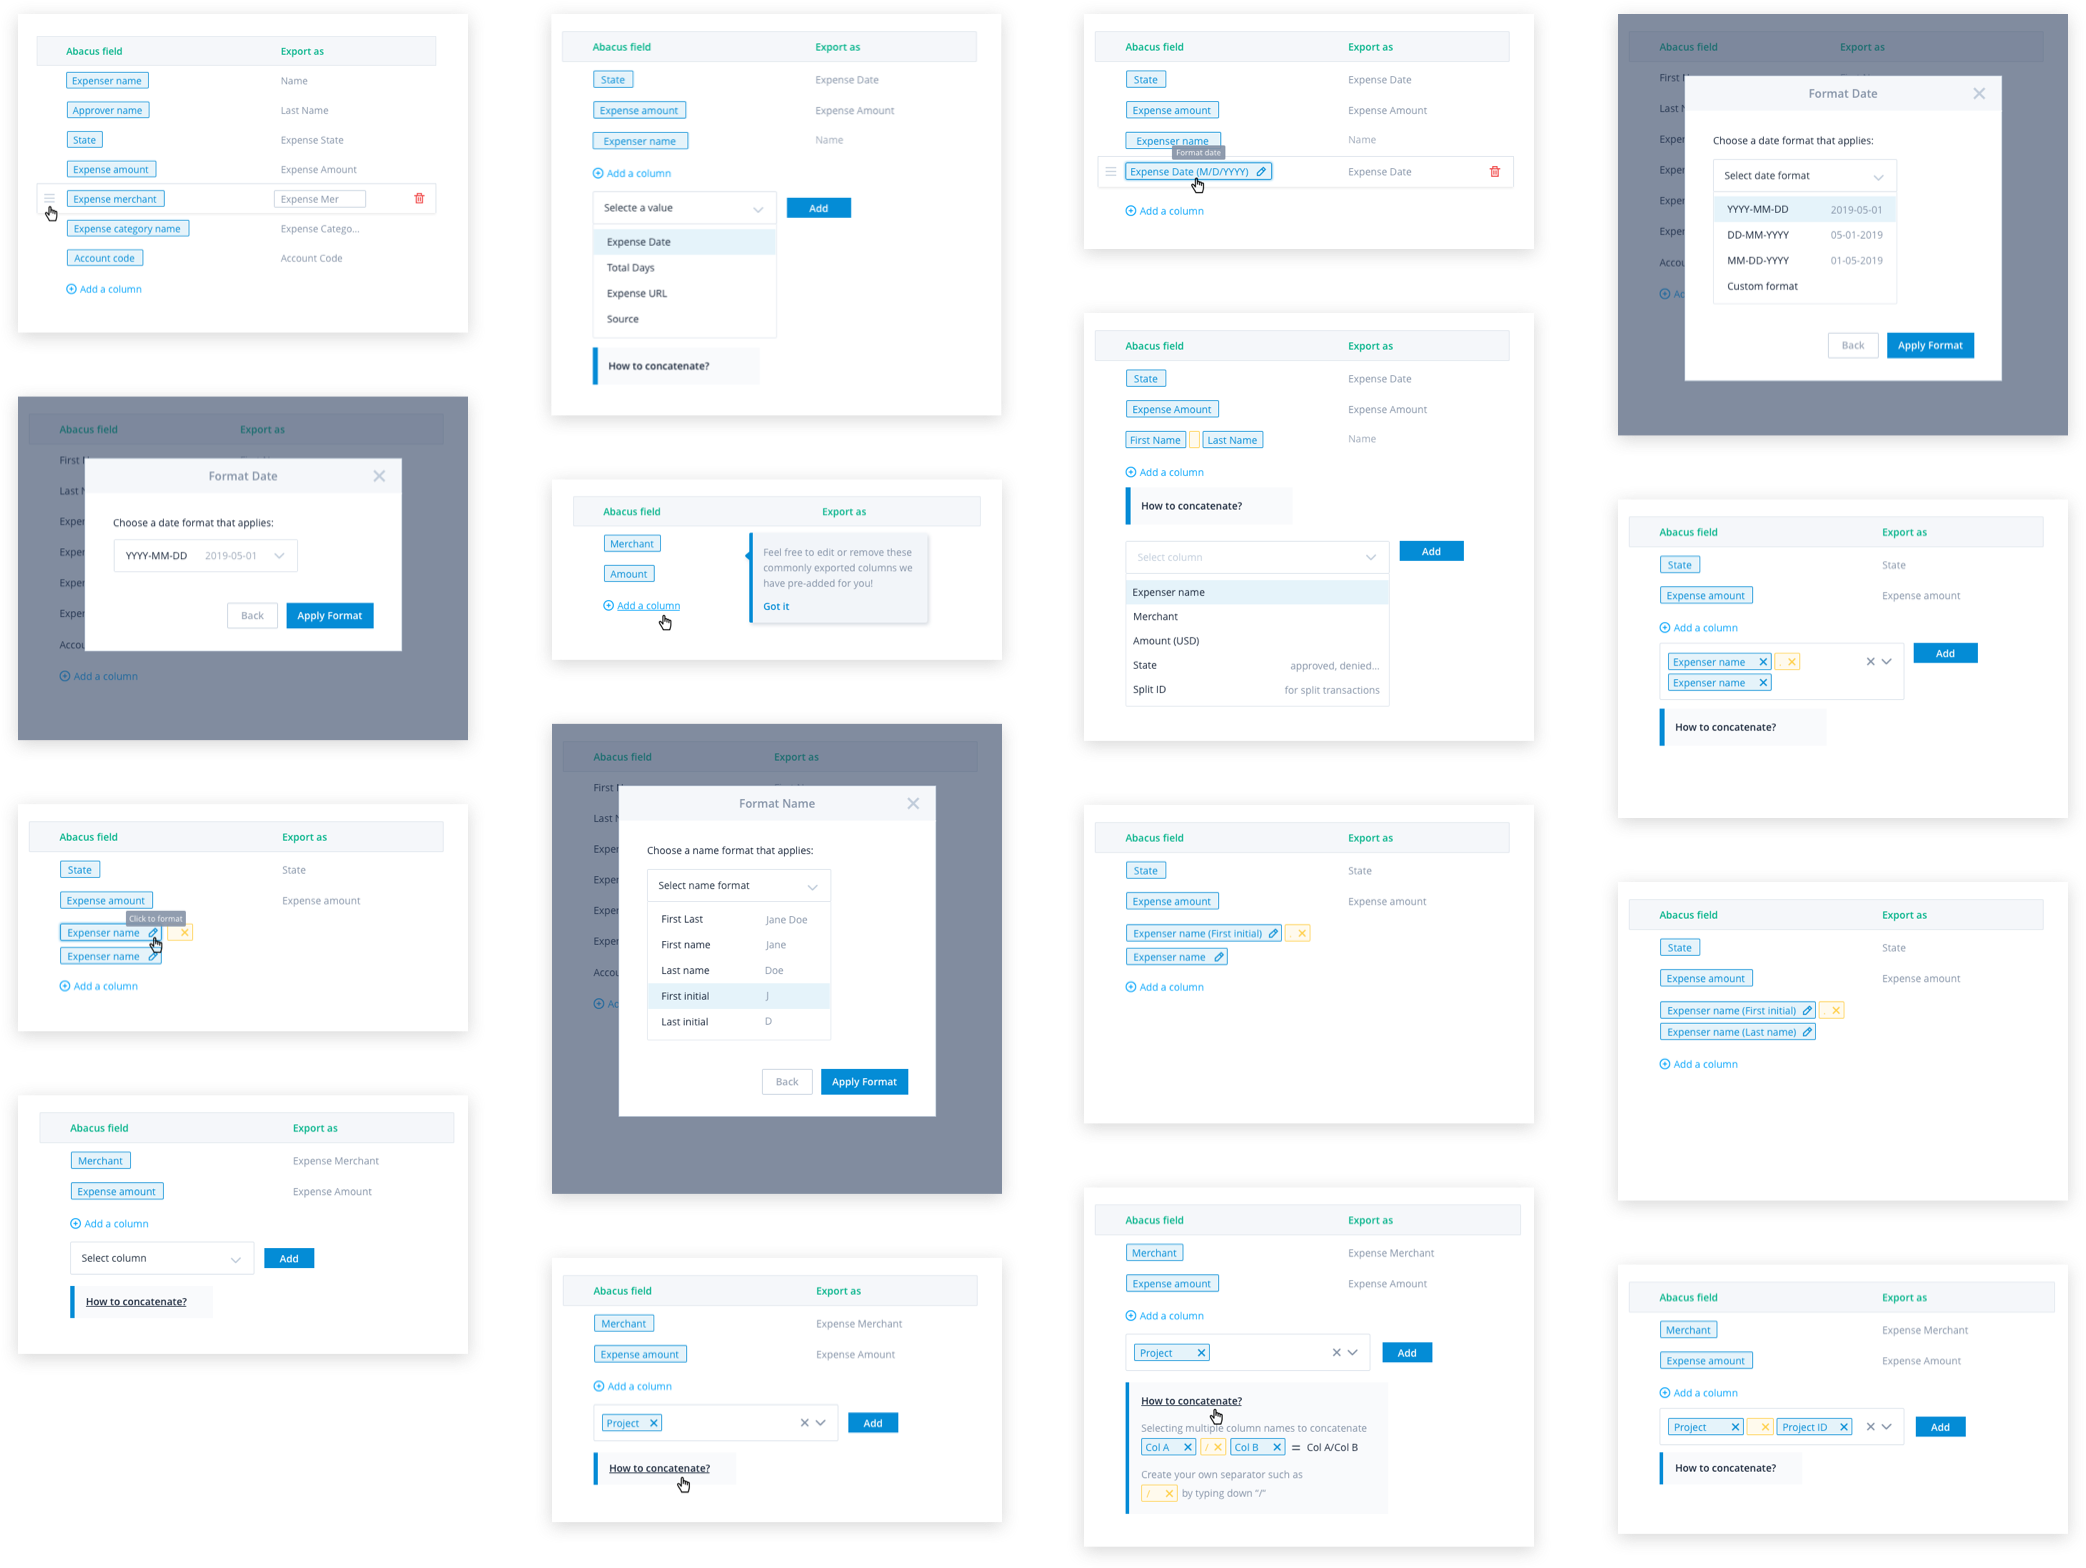 Abacus field Export as
Expenser name Name
Approver name Last Name
State Expense State
Expense amount Expense Amount
Expense merchant Expense Mer
Expense category name Expense Catego...
Account code Account Code
Add a column
Abacus field Export as
First
Last
Expen
Expen
Expen
Expen
Accou
Add a column
Format Date
Choose a date format that applies:
YYYY-MM-DD 2019-05-01
Back Apply Format
Abacus field Export as
State State
Expense amount Expense amount
Click to format
Expenser name
Expenser name
Add a column
Abacus field Export as
Merchant Expense Merchant
Expense amount Expense Amount
Add a column
Select column Add
How to concatenate?
Abacus field Export as
State Expense Date
Expense amount Expense Amount
Expenser name Name
Add a column
Selecte a value Add
Expense Date
Total Days
Expense URL
Source
How to concatenate?
Abacus field Export as
Merchant
Amount
Add a column
Feel free to edit or remove these
commonly exported columns we
have pre-added for you!
Got it
Abacus field Export as
First
Last
Expen
Expen
Expen
Expen
Accou
Format Name
Choose a name format that applies:
Select name format
First Last Jane Doe
First name Jane
Last name Doe
First initial J
Last initial D
Back Apply Format
Abacus field Export as
Merchant Expense Merchant
Expense amount Expense Amount
Add a column
Project Add
How to concatenate?
Abacus field Export as
State Expense Date
Expense amount Expense Amount
Expenser name Name
Format date
Expense Date (M/D/YYYY) Expense Date
Add a column
Abacus field Export as
State Expense Date
Expense Amount Expense Amount
First Name Last Name Name
Add a column
How to concatenate?
Select column Add
Expenser name
Merchant
Amount (USD)
State approved, denied...
Split ID for split transactions
Abacus field Export as
State State
Expense amount Expense amount
Expenser name (First initial) .
Expenser name
Add a column
Abacus field Export as
Merchant Expense Merchant
Expense amount Expense Amount
Add a column
Project Add
How to concatenate?
Selecting multiple column names to concatenate
Col A / Col B = Col A/Col B
Create your own separator such as
/ by typing down "/"
Abacus field Export as
First
Last
Exper
Exper
Exper
Exper
Accou
Format Date
Choose a date format that applies:
Select date format
YYYY-MM-DD 2019-05-01
DD-MM-YYYY 05-01-2019
MM-DD-YYYY 01-05-2019
Custom format
Back Apply Format
Abacus field Export as
State State
Expense amount Expense amount
Add a column
Expenser name . Add
Expenser name
How to concatenate?
Abacus field Export as
State State
Expense amount Expense amount
Expenser name (First initial) .
Expenser name (Last name)
Add a column
Abacus field Export as
Merchant Expense Merchant
Expense amount Expense Amount
Add a column
Project Project ID Add
How to concatenate?